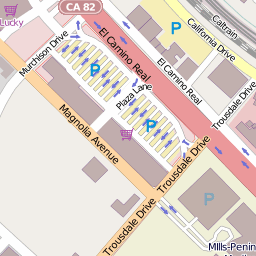 Lucky
CA 82
Murchison Drive
El Camino Real
Caltrain
California Drive
P
P
Plaza Lane
El Camino Real
Trousdale Drive
Magnolia Avenue
P
Trousdale Drive
Trousdale Drive
P
Mills-Penin